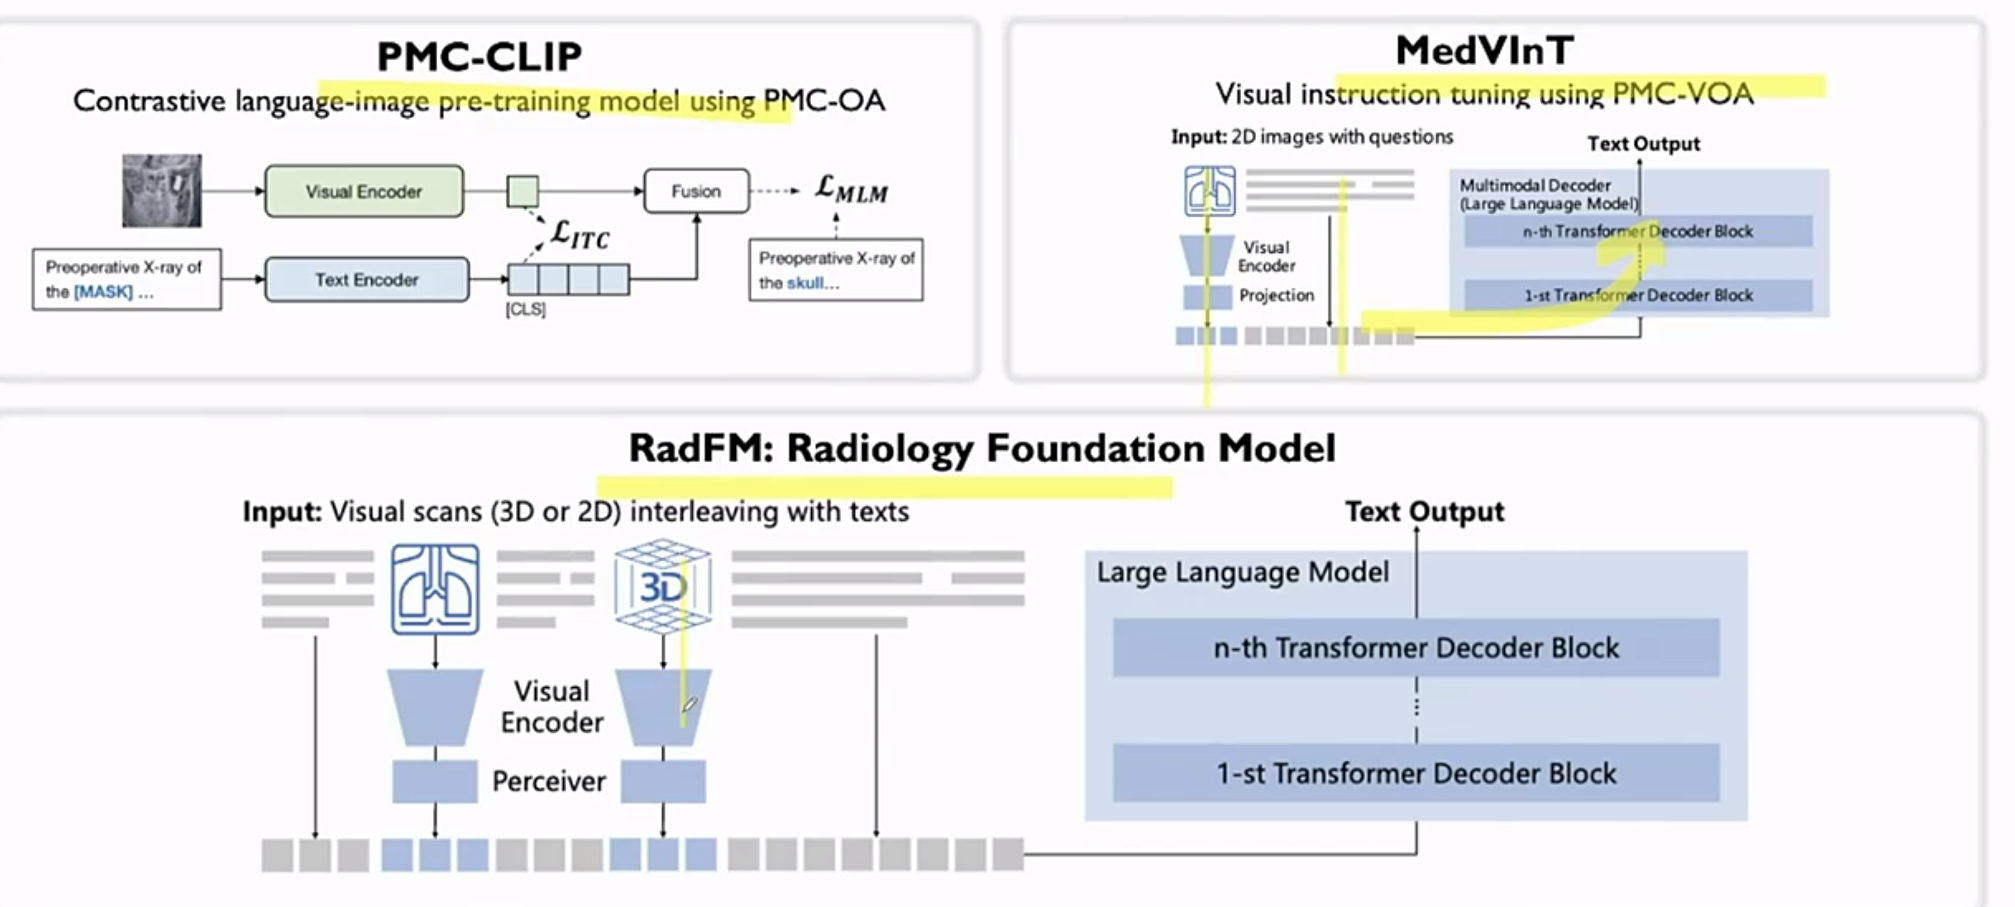 PMC-CLIP
Contrastive language-image pre-training model using PMC-OA
Visual Encoder
Fusion
ℒMLM
ℒITC
Preoperative X-ray of
the [MASK] ...
Text Encoder
[CLS]
Preoperative X-ray of
the skull...
MedVInT
Visual instruction tuning using PMC-VOA
Input: 2D images with questions
Text Output
Multimodal Decoder
(Large Language Model)
n-th Transformer Decoder Block
1-st Transformer Decoder Block
Visual
Encoder
Projection
RadFM: Radiology Foundation Model
Input: Visual scans (3D or 2D) interleaving with texts
3D
Visual
Encoder
Perceiver
Text Output
Large Language Model
n-th Transformer Decoder Block
1-st Transformer Decoder Block